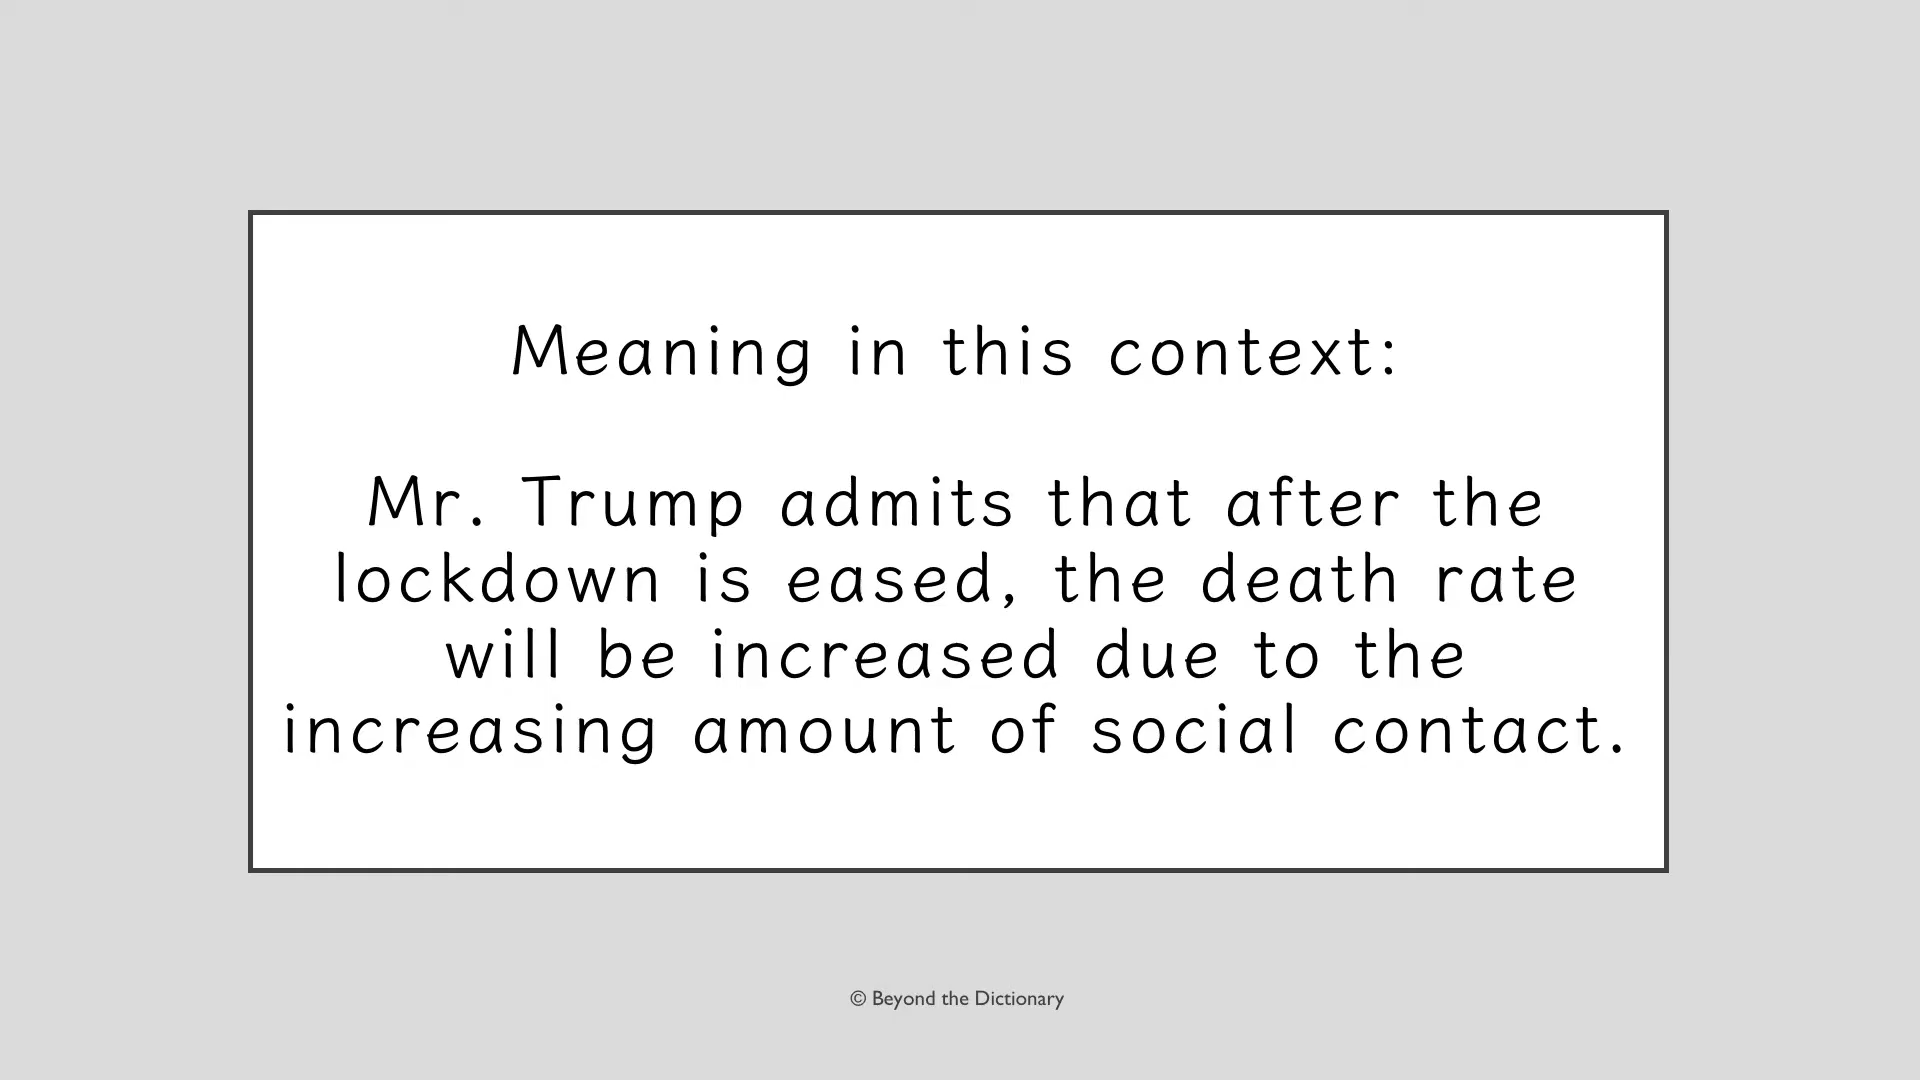 Meaning in this context:
Mr. Trump admits that after the
lockdown is eased, the death rate
will be increased due to the
increasing amount of social contact.
© Beyond the Dictionary